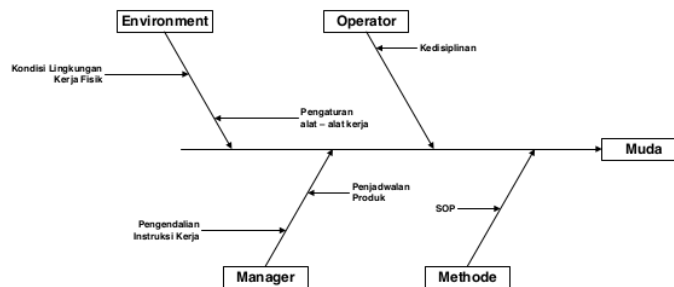 Environment
Operator
Kedisiplinan
Kondisi Lingkungan
Kerja Fisik
Pengaturan
alat – alat kerja
Muda
Penjadwalan
Produk
SOP
Pengendalian
Instruksi Kerja
Manager
Methode